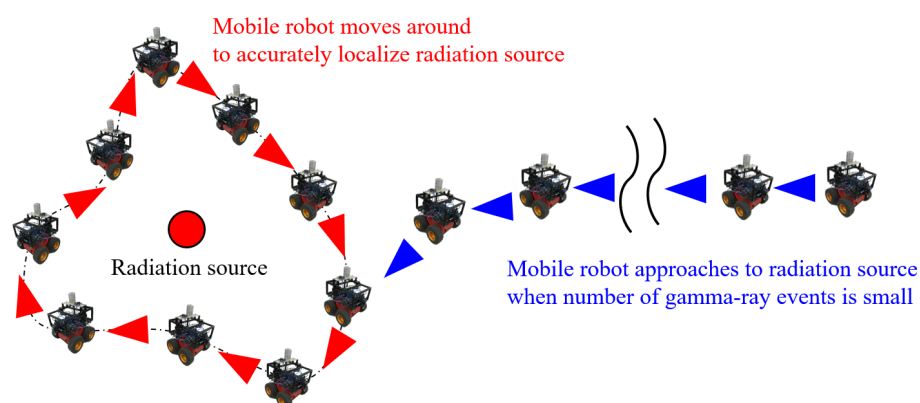 Mobile robot moves around
to accurately localize radiation source
Radiation source
Mobile robot approaches to radiation source
when number of gamma-ray events is small